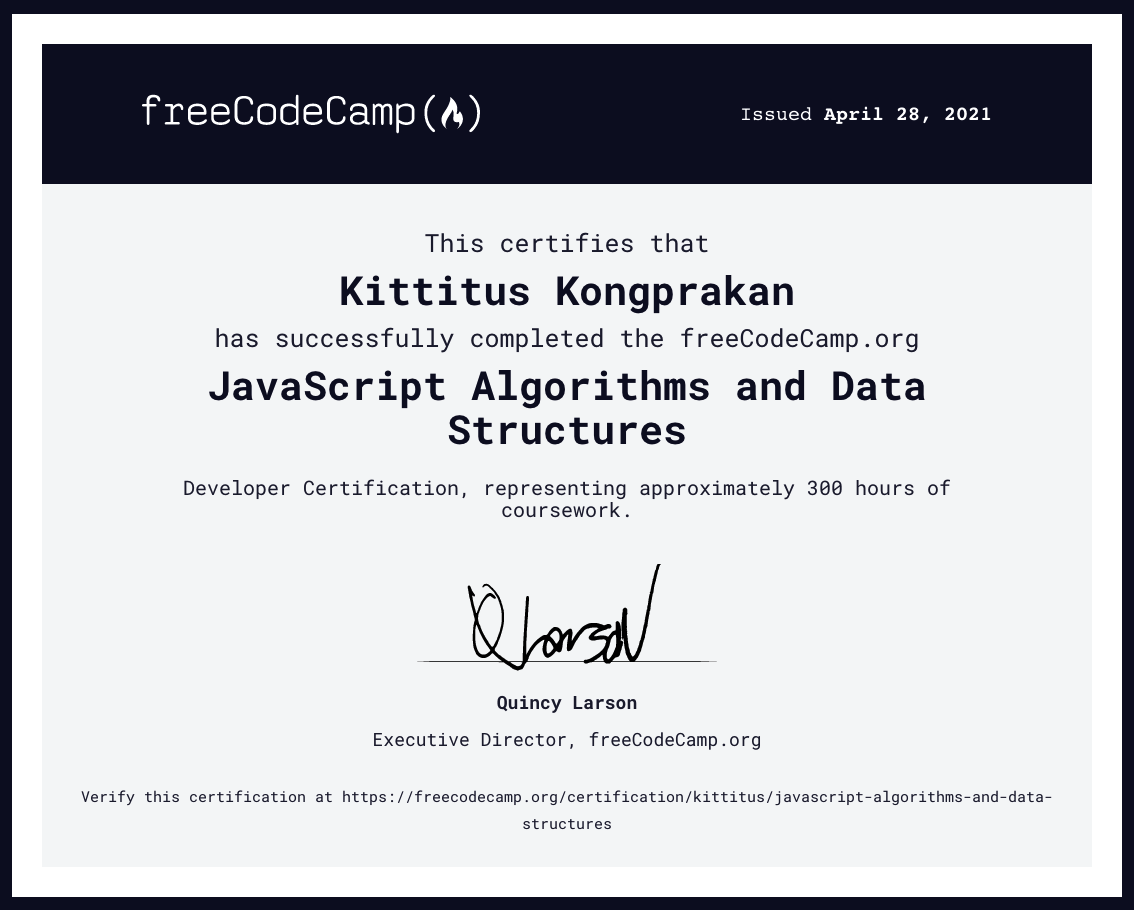 freeCodeCamp
Issued April 28, 2021
This certifies that
Kittitus Kongprakan
has successfully completed the freeCodeCamp.org
JavaScript Algorithms and Data
Structures
Developer Certification, representing approximately 300 hours of
coursework.
Q Larson
Quincy Larson
Executive Director, freeCodeCamp.org
Verify this certification at https://freecodecamp.org/certification/kittitus/javascript-algorithms-and-data-
structures